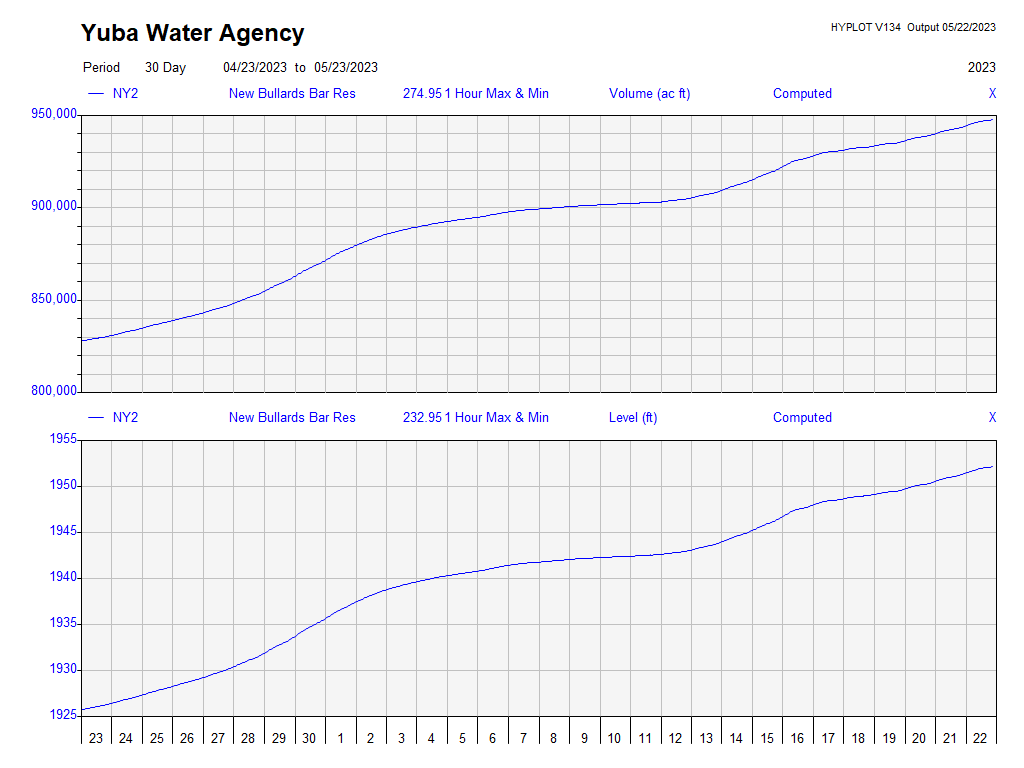 Yuba Water Agency
HYPLOT V134 Output 05/22/2023
Period 30 Day 04/23/2023 to 05/23/2023 2023
NY2 New Bullards Bar Res 274.95 1 Hour Max & Min Volume (ac ft) Computed X
950,000
900,000
850,000
800,000
NY2 New Bullards Bar Res 232.95 1 Hour Max & Min Level (ft) Computed X
1955
1950
1945
1940
1935
1930
1925
23 24 25 26 27 28 29 30 1 2 3 4 5 6 7 8 9 10 11 12 13 14 15 16 17 18 19 20 21 22